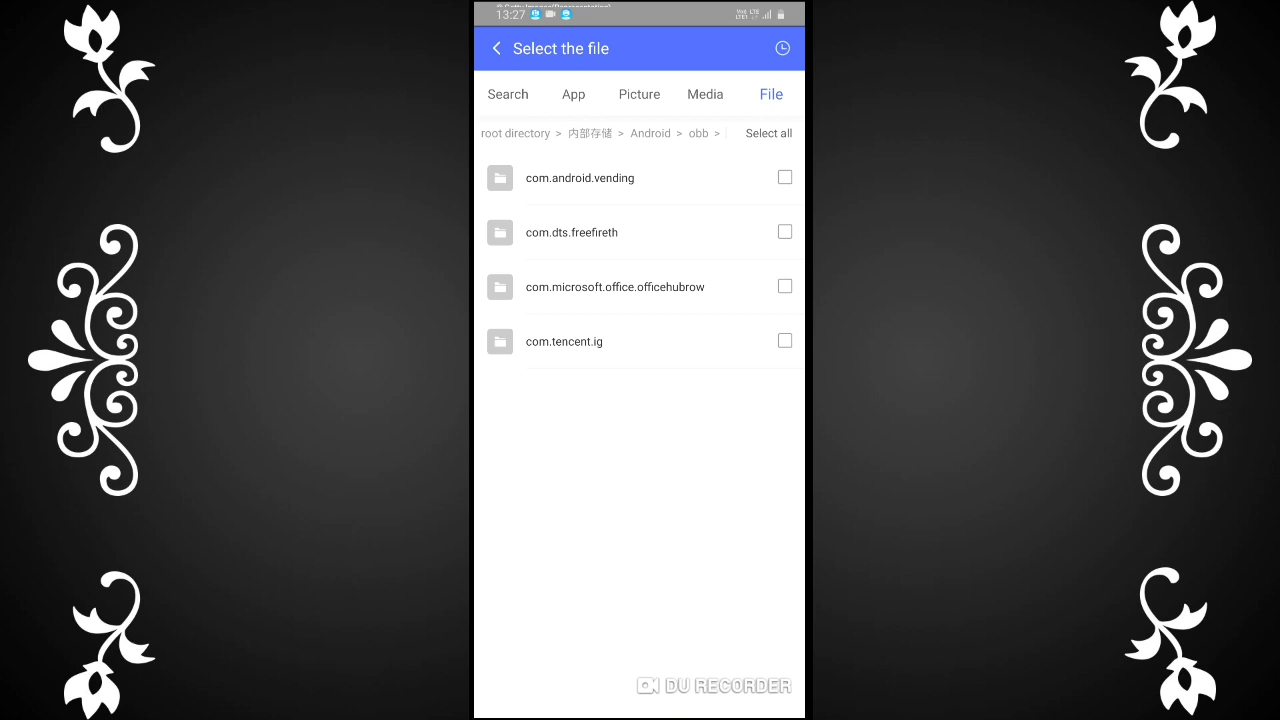 13:27
Select the file
Search App Picture Media File
root directory > 内部存储 > Android > obb > Select all
com.android.vending
com.dts.freefireth
com.microsoft.office.officehubrow
com.tencent.ig
DU RECORDER